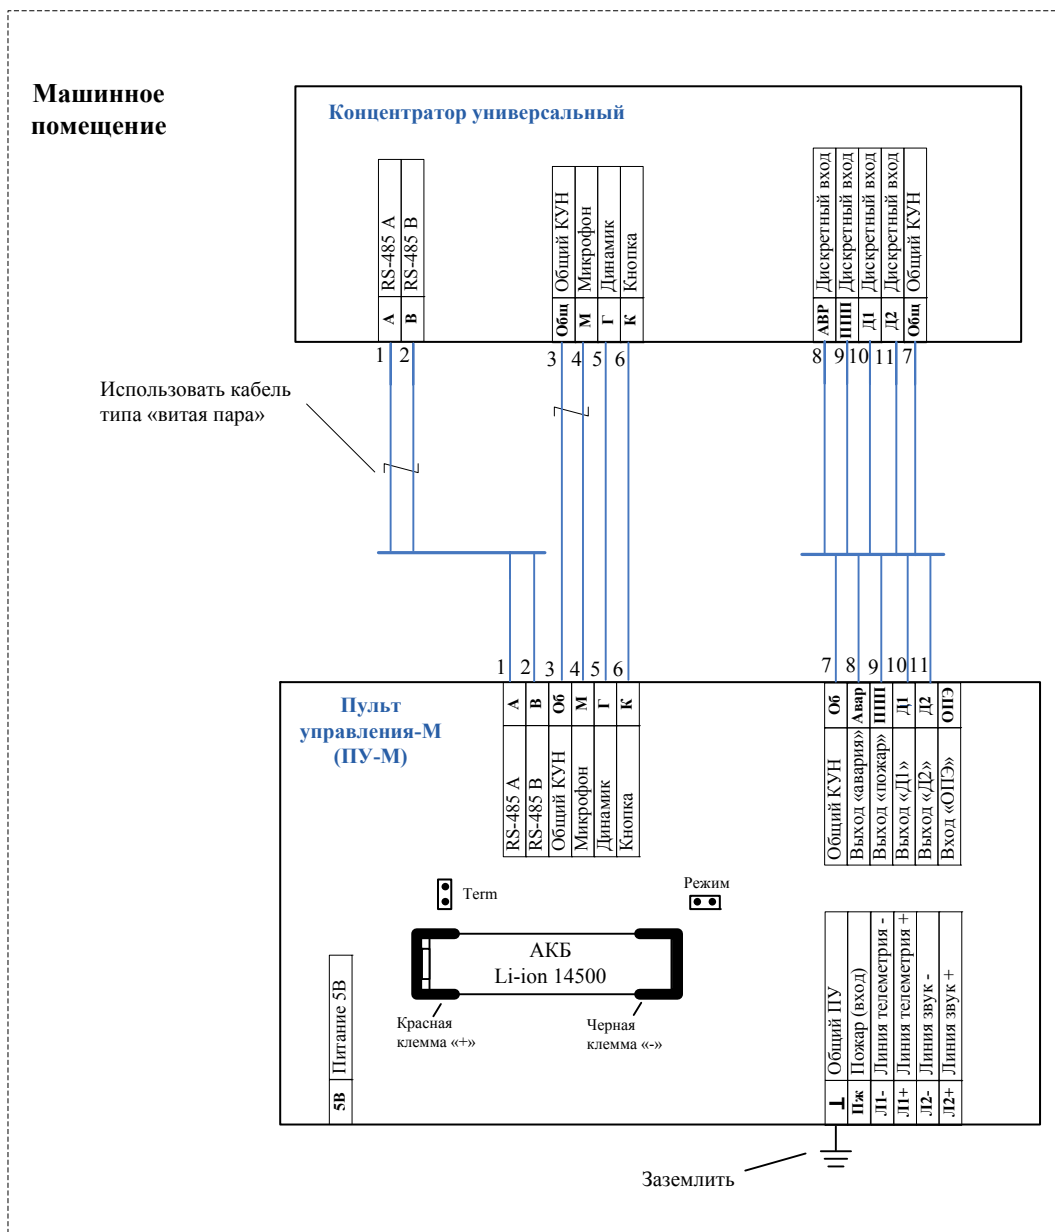 Машинное
помещение
Концентратор универсальный
A RS-485 A
B RS-485 B
Общ Общий КУН
М Микрофон
Г Динамик
К Кнопка
АВР Дискретный вход
ППП Дискретный вход
Д1 Дискретный вход
Д2 Дискретный вход
Общ Общий КУН
1 2 3 4 5 6 8 9 10 11 7
Использовать кабель
типа «витая пара»
1 2 3 4 5 6 7 8 9 10 11
Пульт
управления-М
(ПУ-М)
A RS-485 A
B RS-485 B
Об Общий КУН
М Микрофон
Г Динамик
К Кнопка
Об Общий КУН
Авар Выход «авария»
ППП Выход «пожар»
Д1 Выход «Д1»
Д2 Выход «Д2»
ОПЭ Вход «ОПЭ»
Term
Режим
АКБ
Li-ion 14500
Красная
клемма «+»
Черная
клемма «-»
5В Питание 5В
Общий ПУ
Пж Пожар (вход)
Л1- Линия телеметрия -
Л1+ Линия телеметрия +
Л2- Линия звук -
Л2+ Линия звук +
Заземлить